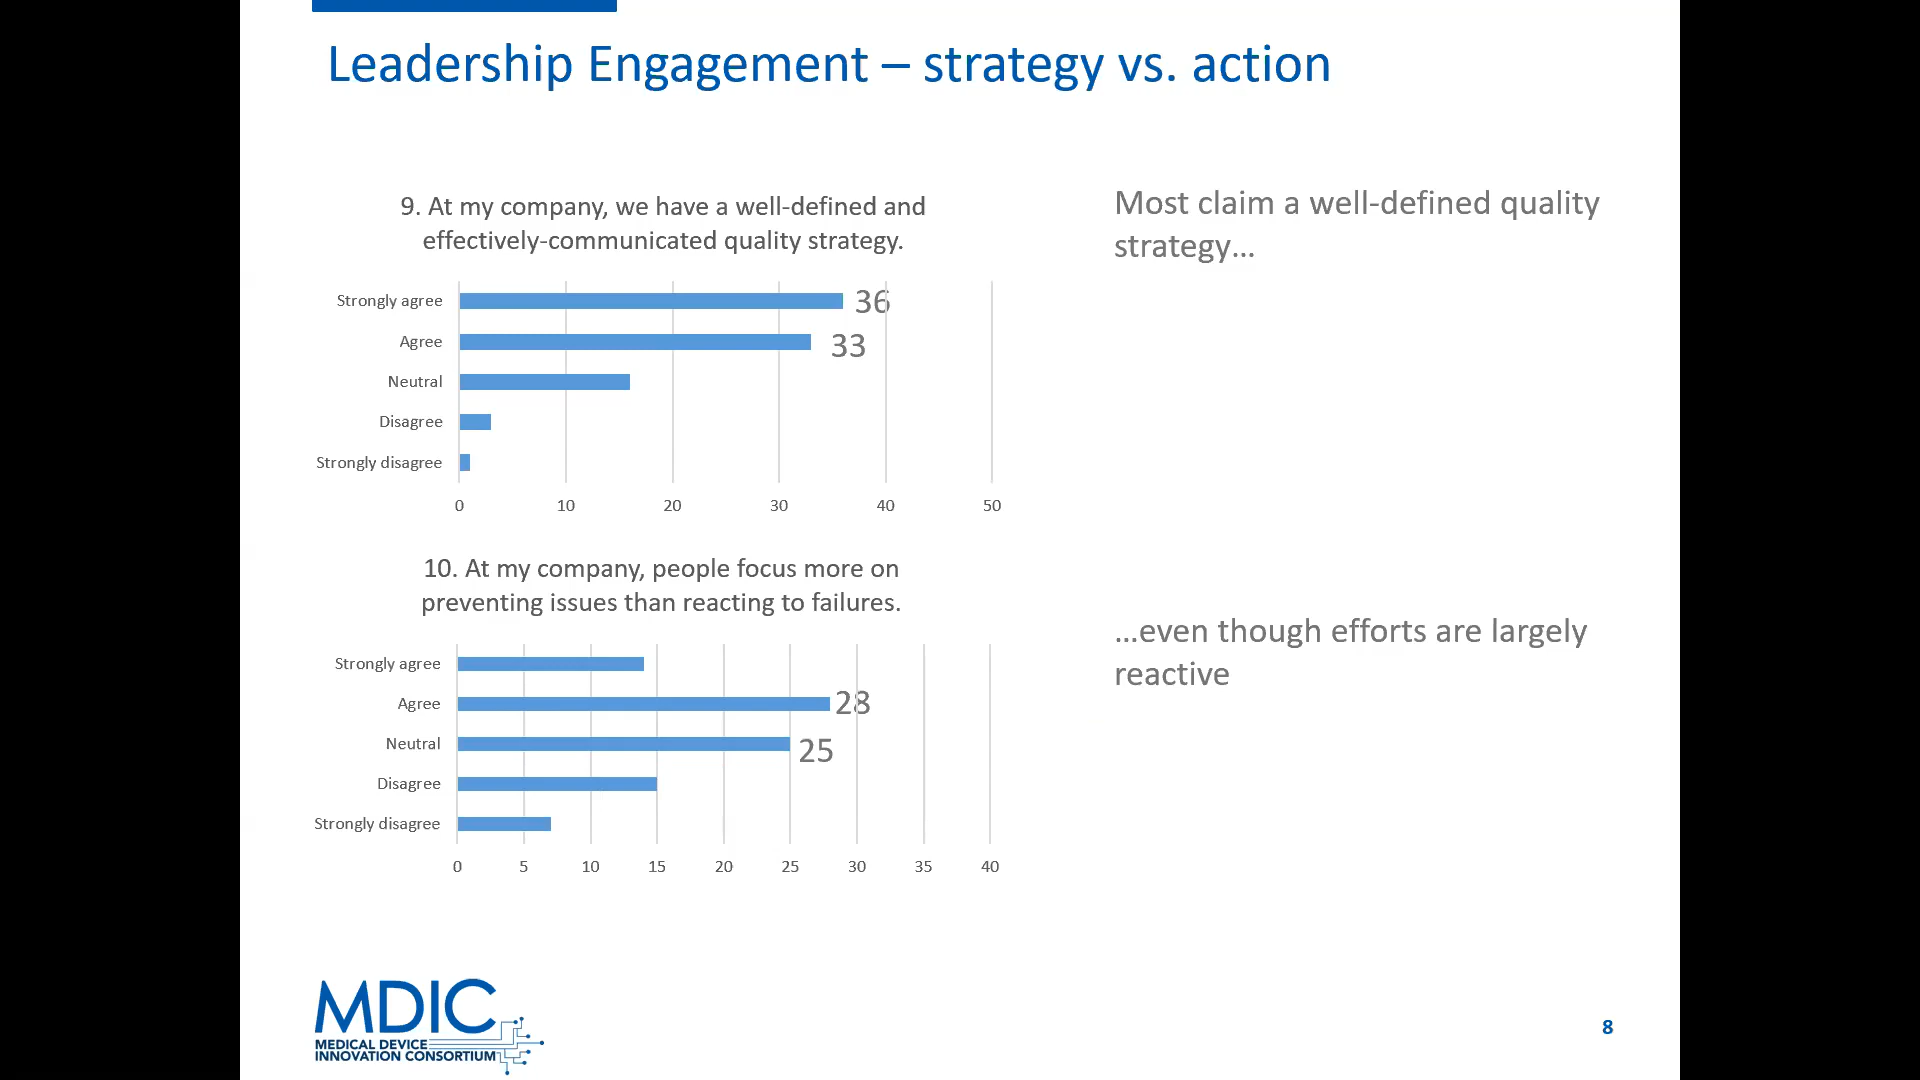 Leadership Engagement – strategy vs. action
9. At my company, we have a well-defined and
effectively-communicated quality strategy.
Strongly agree
36
Agree
33
Neutral
Disagree
Strongly disagree
0 10 20 30 40 50
Most claim a well-defined quality
strategy…
10. At my company, people focus more on
preventing issues than reacting to failures.
Strongly agree
Agree
28
Neutral
25
Disagree
Strongly disagree
0 5 10 15 20 25 30 35 40
…even though efforts are largely
reactive
MDIC
MEDICAL DEVICE
INNOVATION CONSORTIUM
8